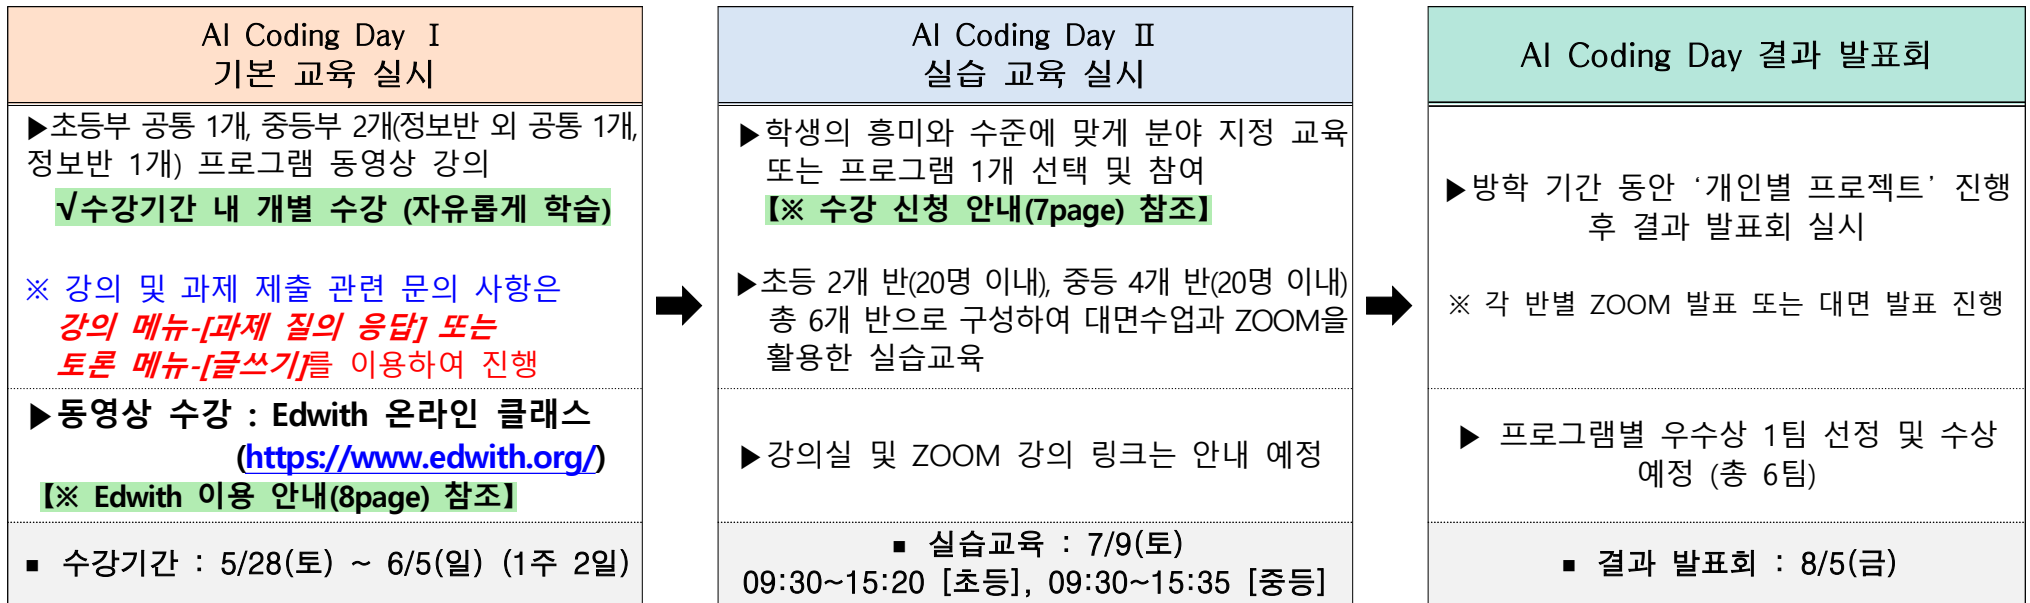 AI Coding Day Ⅰ
기본 교육 실시
▶초등부 공통 1개, 중등부 2개(정보반 외 공통 1개,
정보반 1개) 프로그램 동영상 강의
√수강기간 내 개별 수강 (자유롭게 학습)
※ 강의 및 과제 제출 관련 문의 사항은
강의 메뉴-[과제 질의 응답] 또는
토론 메뉴-[글쓰기]를 이용하여 진행
▶동영상 수강 : Edwith 온라인 클래스
(https://www.edwith.org/)
【※ Edwith 이용 안내(8page) 참조】
▪ 수강기간 : 5/28(토) ~ 6/5(일) (1주 2일)
AI Coding Day Ⅱ
실습 교육 실시
▶학생의 흥미와 수준에 맞게 분야 지정 교육
또는 프로그램 1개 선택 및 참여
【※ 수강 신청 안내(7page) 참조】
▶초등 2개 반(20명 이내), 중등 4개 반(20명 이내)
총 6개 반으로 구성하여 대면수업과 ZOOM을
활용한 실습교육
▶강의실 및 ZOOM 강의 링크는 안내 예정
▪ 실습교육 : 7/9(토)
09:30~15:20 [초등], 09:30~15:35 [중등]
AI Coding Day 결과 발표회
▶방학 기간 동안 ‘개인별 프로젝트’ 진행
후 결과 발표회 실시
※ 각 반별 ZOOM 발표 또는 대면 발표 진행
▶ 프로그램별 우수상 1팀 선정 및 수상
예정 (총 6팀)
▪ 결과 발표회 : 8/5(금)